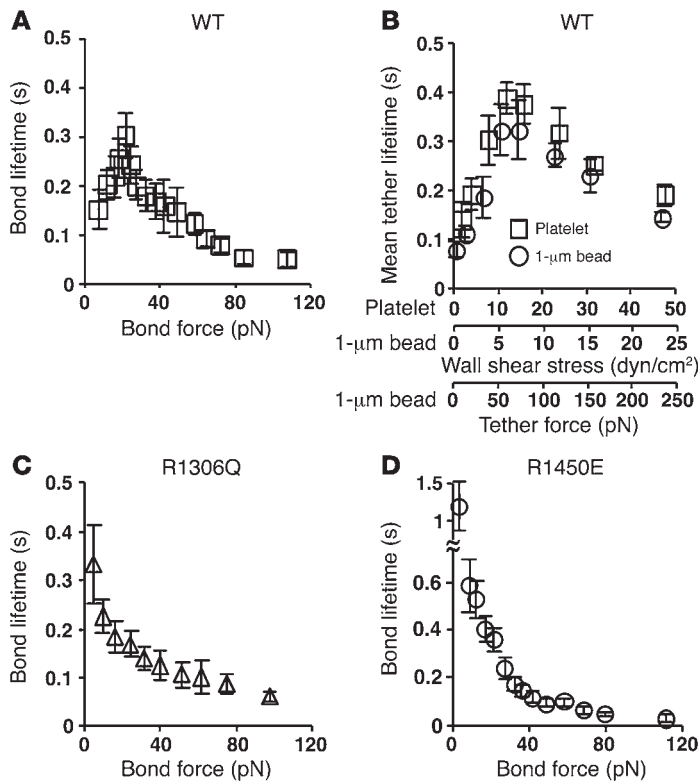 A
WT
Bond lifetime (s)
0.5
0.4
0.3
0.2
0.1
0
0 40 80 120
Bond force (pN)
B
WT
Mean tether lifetime (s)
0.5
0.4
0.3
0.2
0.1
0
Platelet
1-μm bead
Platelet 0 10 20 30 40 50
1-μm bead 0 5 10 15 20 25
Wall shear stress (dyn/cm²)
1-μm bead 0 50 100 150 200 250
Tether force (pN)
C
R1306Q
Bond lifetime (s)
0.5
0.4
0.3
0.2
0.1
0
0 40 80 120
Bond force (pN)
D
R1450E
Bond lifetime (s)
1.5
1
0.6
0.4
0.2
0
0 40 80 120
Bond force (pN)